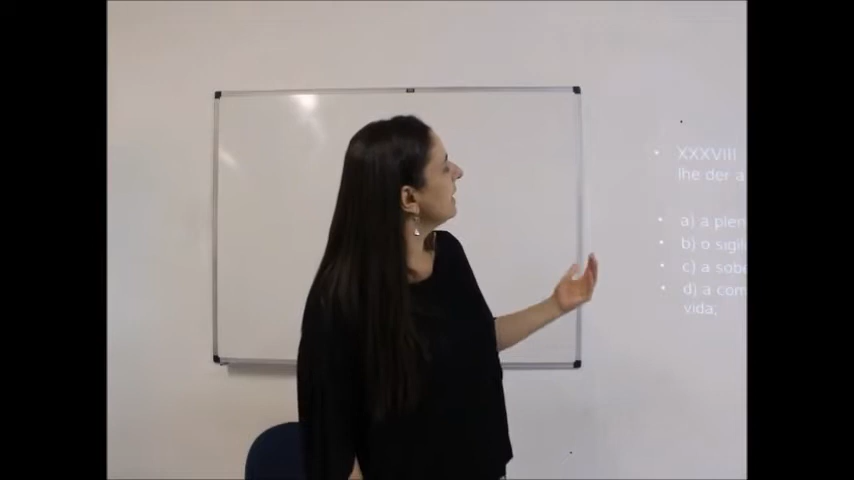 XXXVIII
lhe der a
a) a plen
b) o sigil
c) a sobe
d) a com
vida;